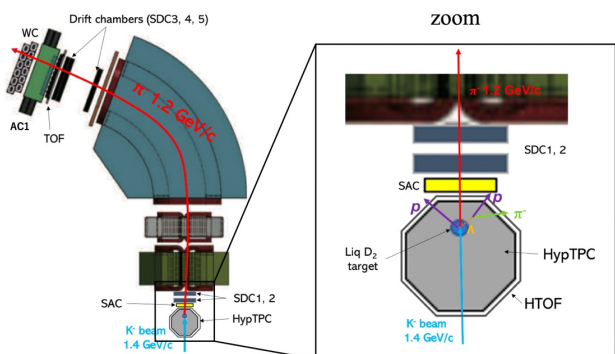 zoom
Drift chambers (SDC3, 4, 5)
WC
AC1
TOF
π⁻ 1.2 GeV/c
SAC
SDC1, 2
HypTPC
K⁻ beam
1.4 GeV/c
π⁻ 1.2 GeV/c
SDC1, 2
SAC
p
p
π⁻
Λ
Liq D₂
target
HypTPC
HTOF
K⁻ beam
1.4 GeV/c